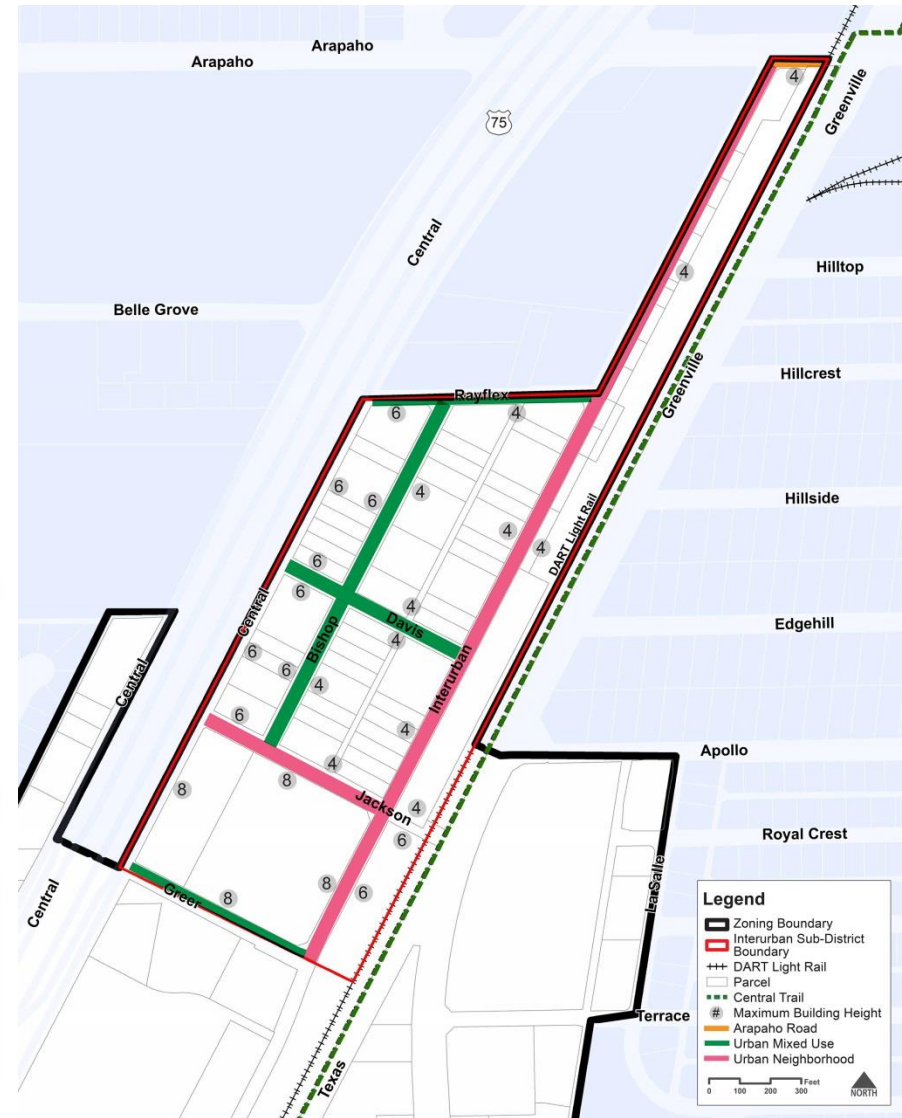 Arapaho
Arapaho
4
Greenville
75
Central
Hilltop
4
Belle Grove
Greenville
Hillcrest
Rayflex
6
4
Hillside
6
6
4
4
4
DART Light Rail
6
6
4
Davis
4
Edgehill
Central
Bishop
6
6
4
Interurban
Central
6
4
4
Apollo
8
8
Jackson
4
6
Royal Crest
Central
Greer
8
8
6
LaSalle
Terrace
Texas
Legend
Zoning Boundary
Interurban Sub-District
Boundary
DART Light Rail
Parcel
Central Trail
# Maximum Building Height
Arapaho Road
Urban Mixed Use
Urban Neighborhood
Feet
0 100 200 300
NORTH